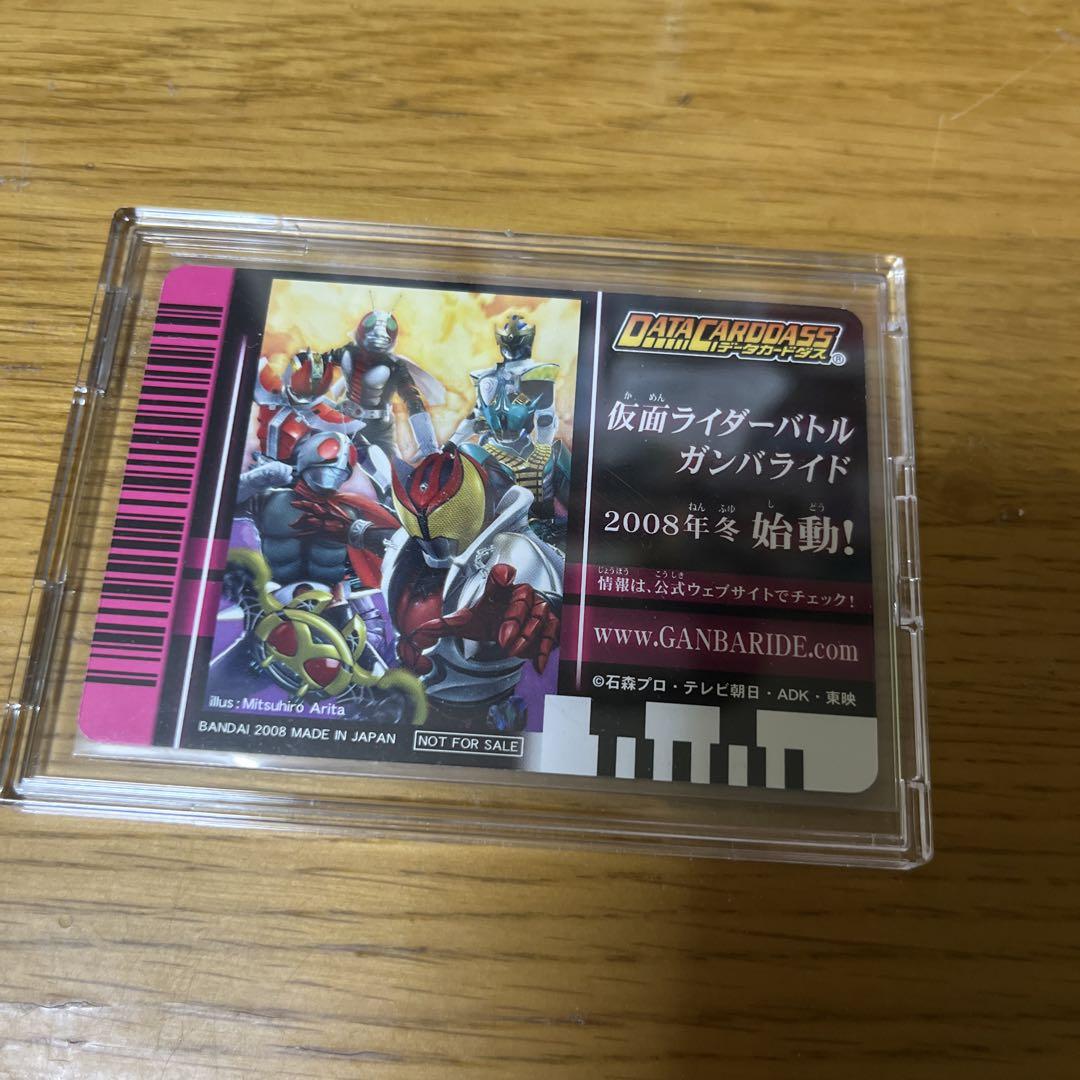 DATACARDDASS
データカードダス®
かめん
仮面ライダーバトル
ガンバライド
ねん ふゆ し どう
2008年冬 始動!
じょうほう こうしき
情報は、公式ウェブサイトでチェック!
www.GANBARIDE.com
©石森プロ・テレビ朝日・ADK・東映
illus:Mitsuhiro Arita
BANDAI 2008 MADE IN JAPAN NOT FOR SALE